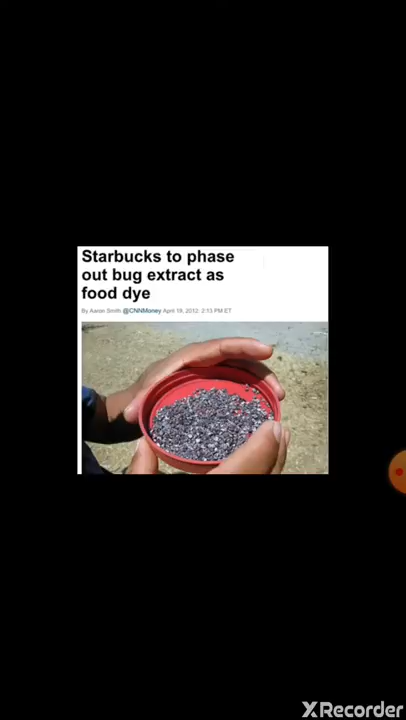 Starbucks to phase
out bug extract as
food dye
By Aaron Smith @CNNMoney April 19, 2012: 2:13 PM ET
XRecorder